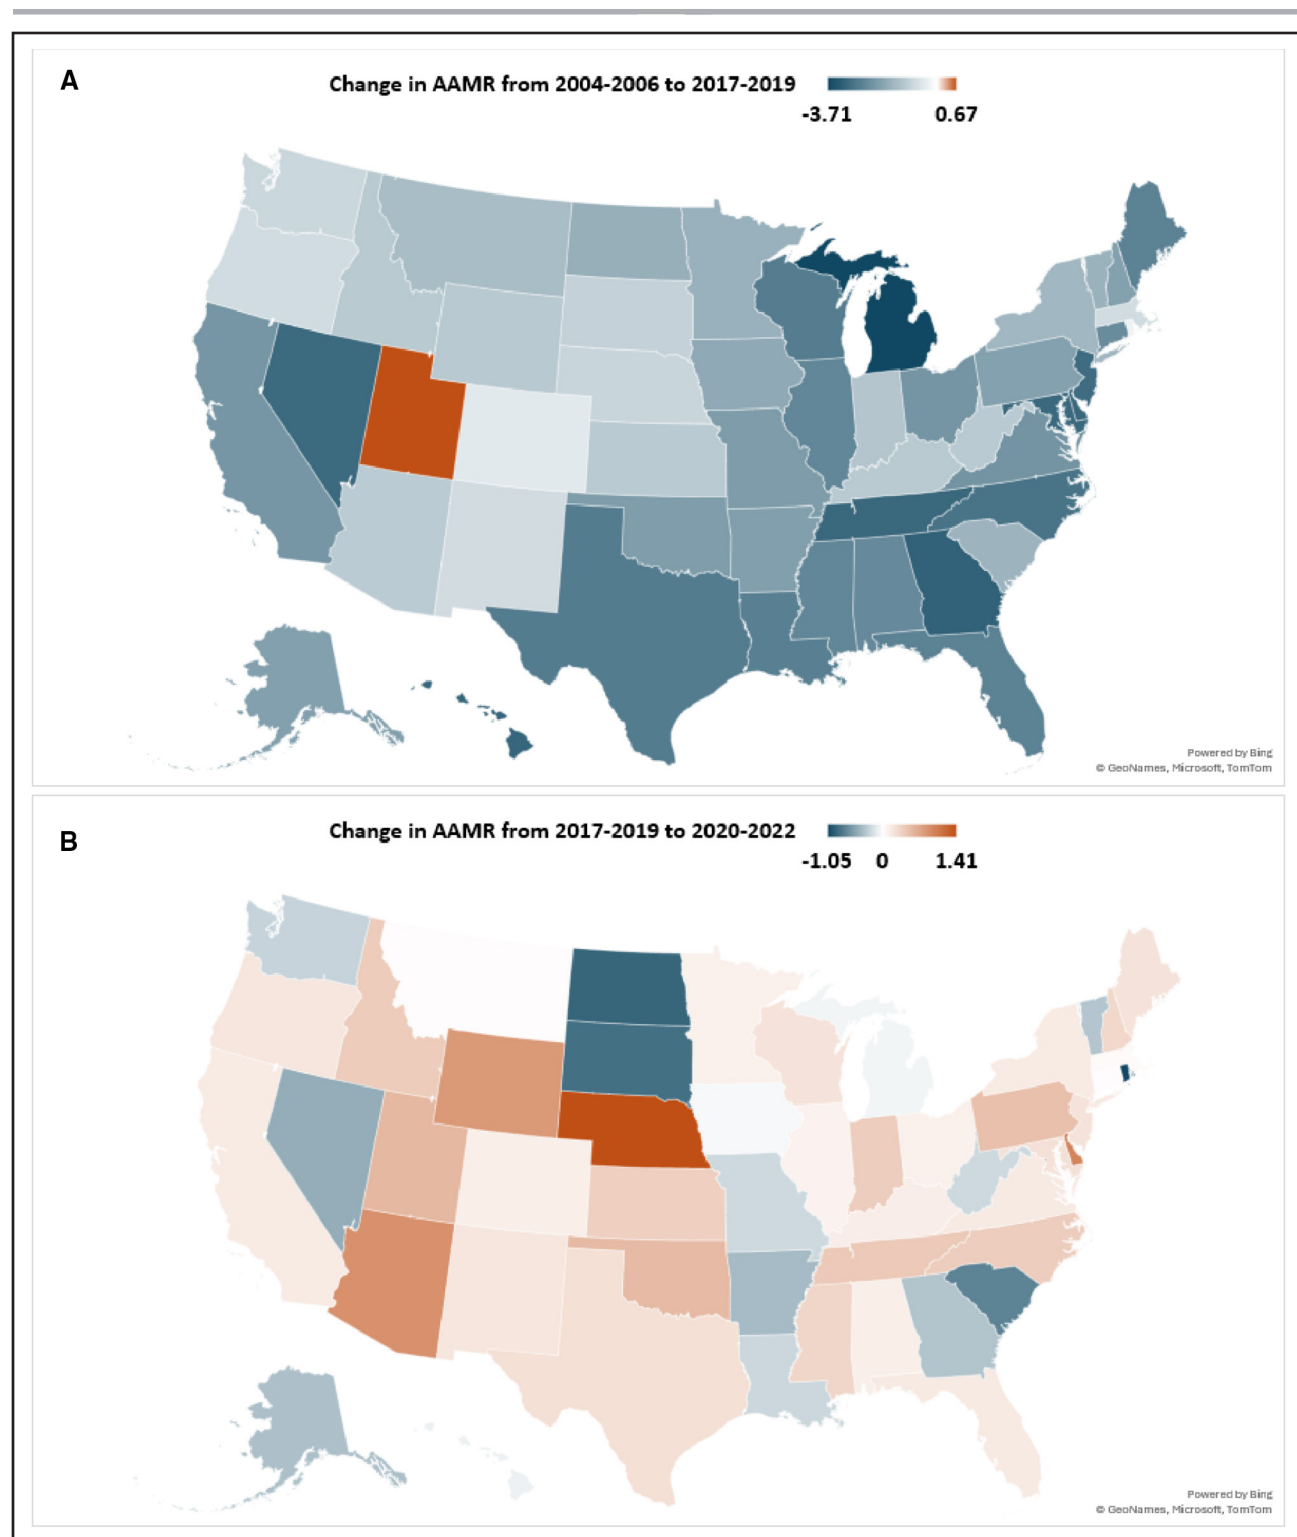 A
Change in AAMR from 2004-2006 to 2017-2019
-3.71 0.67
Powered by Bing
© GeoNames, Microsoft, TomTom
B
Change in AAMR from 2017-2019 to 2020-2022
-1.05 0 1.41
Powered by Bing
© GeoNames, Microsoft, TomTom